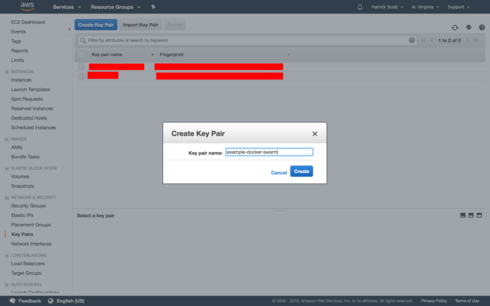 aws
Services
Resource Groups
Patrick Scott
N. Virginia
Support
EC2 Dashboard
Events
Tags
Reports
Limits
INSTANCES
Instances
Launch Templates
Spot Requests
Reserved Instances
Dedicated Hosts
Scheduled Instances
IMAGES
AMIs
Bundle Tasks
ELASTIC BLOCK STORE
Volumes
Snapshots
NETWORK & SECURITY
Security Groups
Elastic IPs
Placement Groups
Key Pairs
Network Interfaces
LOAD BALANCING
Load Balancers
Target Groups
AUTO SCALING
Launch Configurations
Create Key Pair
Import Key Pair
Delete
Filter by attributes or search by keyword
1 to 2 of 2
Key pair name
Fingerprint
Create Key Pair
Key pair name:
example-docker-swarm
Cancel
Create
Select a key pair
Feedback
English (US)
© 2008 - 2018, Amazon Web Services, Inc. or its affiliates. All rights reserved.
Privacy Policy
Terms of Use